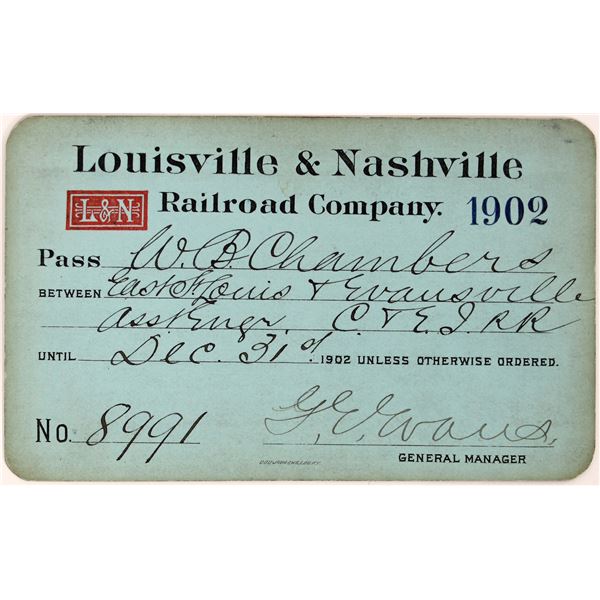 Louisville & Nashville
L&N Railroad Company. 1902
Pass W. B Chambers
BETWEEN East St Louis & Evansville
Asst Engr. C. & E. I. RR
UNTIL Dec. 31st 1902 UNLESS OTHERWISE ORDERED.
No. 8991 G. E. Evans.
GENERAL MANAGER